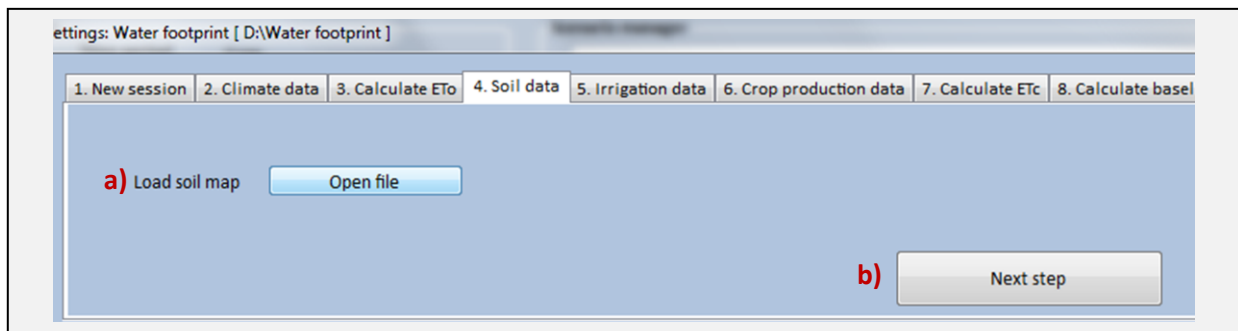 ettings: Water footprint [ D:\Water footprint ]
1. New session 2. Climate data 3. Calculate ETo 4. Soil data 5. Irrigation data 6. Crop production data 7. Calculate ETc 8. Calculate basel
a) Load soil map Open file
b) Next step